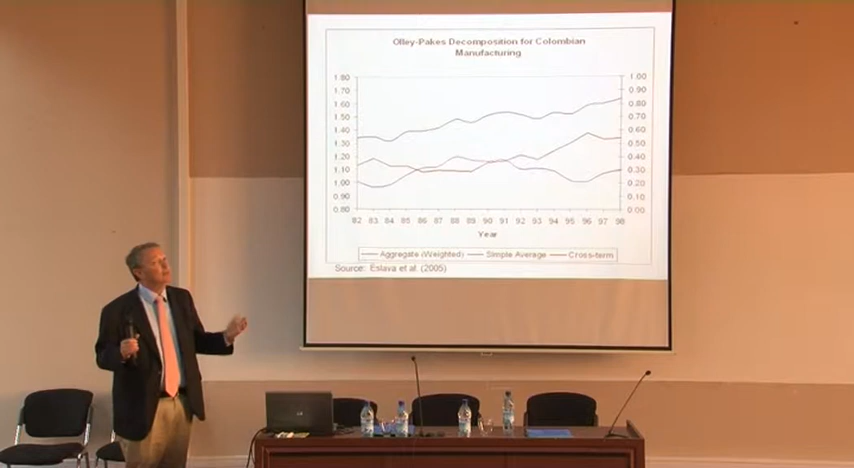 Olley-Pakes Decomposition for Colombian
Manufacturing
1.80 1.00
1.70 0.90
1.60 0.80
1.50 0.70
1.40 0.60
1.30 0.50
1.20 0.40
1.10 0.30
1.00 0.20
0.90 0.10
0.80 0.00
82 83 84 85 86 87 88 89 90 91 92 93 94 95 96 97 98
Year
Aggregate (Weighted) Simple Average Cross-term
Source: Eslava et al. (2005)